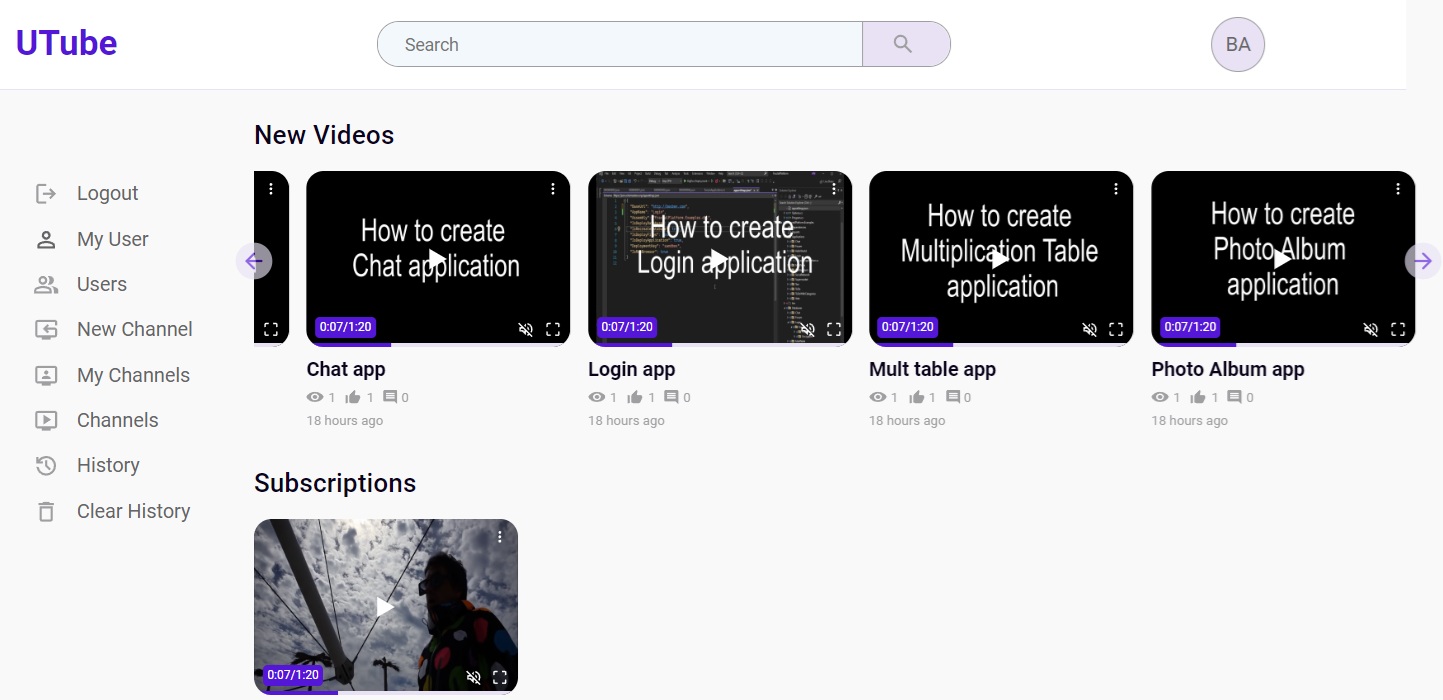 UTube
Search
BA
New Videos
Logout
My User
Users
New Channel
My Channels
Channels
History
Clear History
How to create
Chat application
0:07/1:20
Chat app
1 1 0
18 hours ago
How to create
Login application
0:07/1:20
Login app
1 1 0
18 hours ago
How to create
Multiplication Table
application
0:07/1:20
Mult table app
1 1 0
18 hours ago
How to create
Photo Album
application
0:07/1:20
Photo Album app
1 1 0
18 hours ago
Subscriptions
0:07/1:20